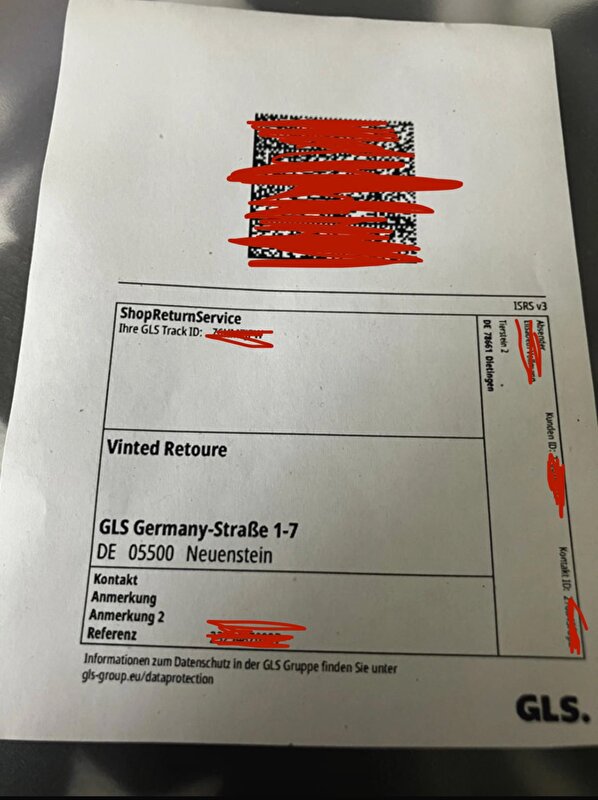 ISRS v3
ShopReturnService
Ihre GLS Track ID:
Absender
Tierstein 2
DE 78661 Dietingen
Kunden ID:
Kontakt ID:
Vinted Retoure
GLS Germany-Straße 1-7
DE 05500 Neuenstein
Kontakt
Anmerkung
Anmerkung 2
Referenz
Informationen zum Datenschutz in der GLS Gruppe finden Sie unter
gls-group.eu/dataprotection
GLS.